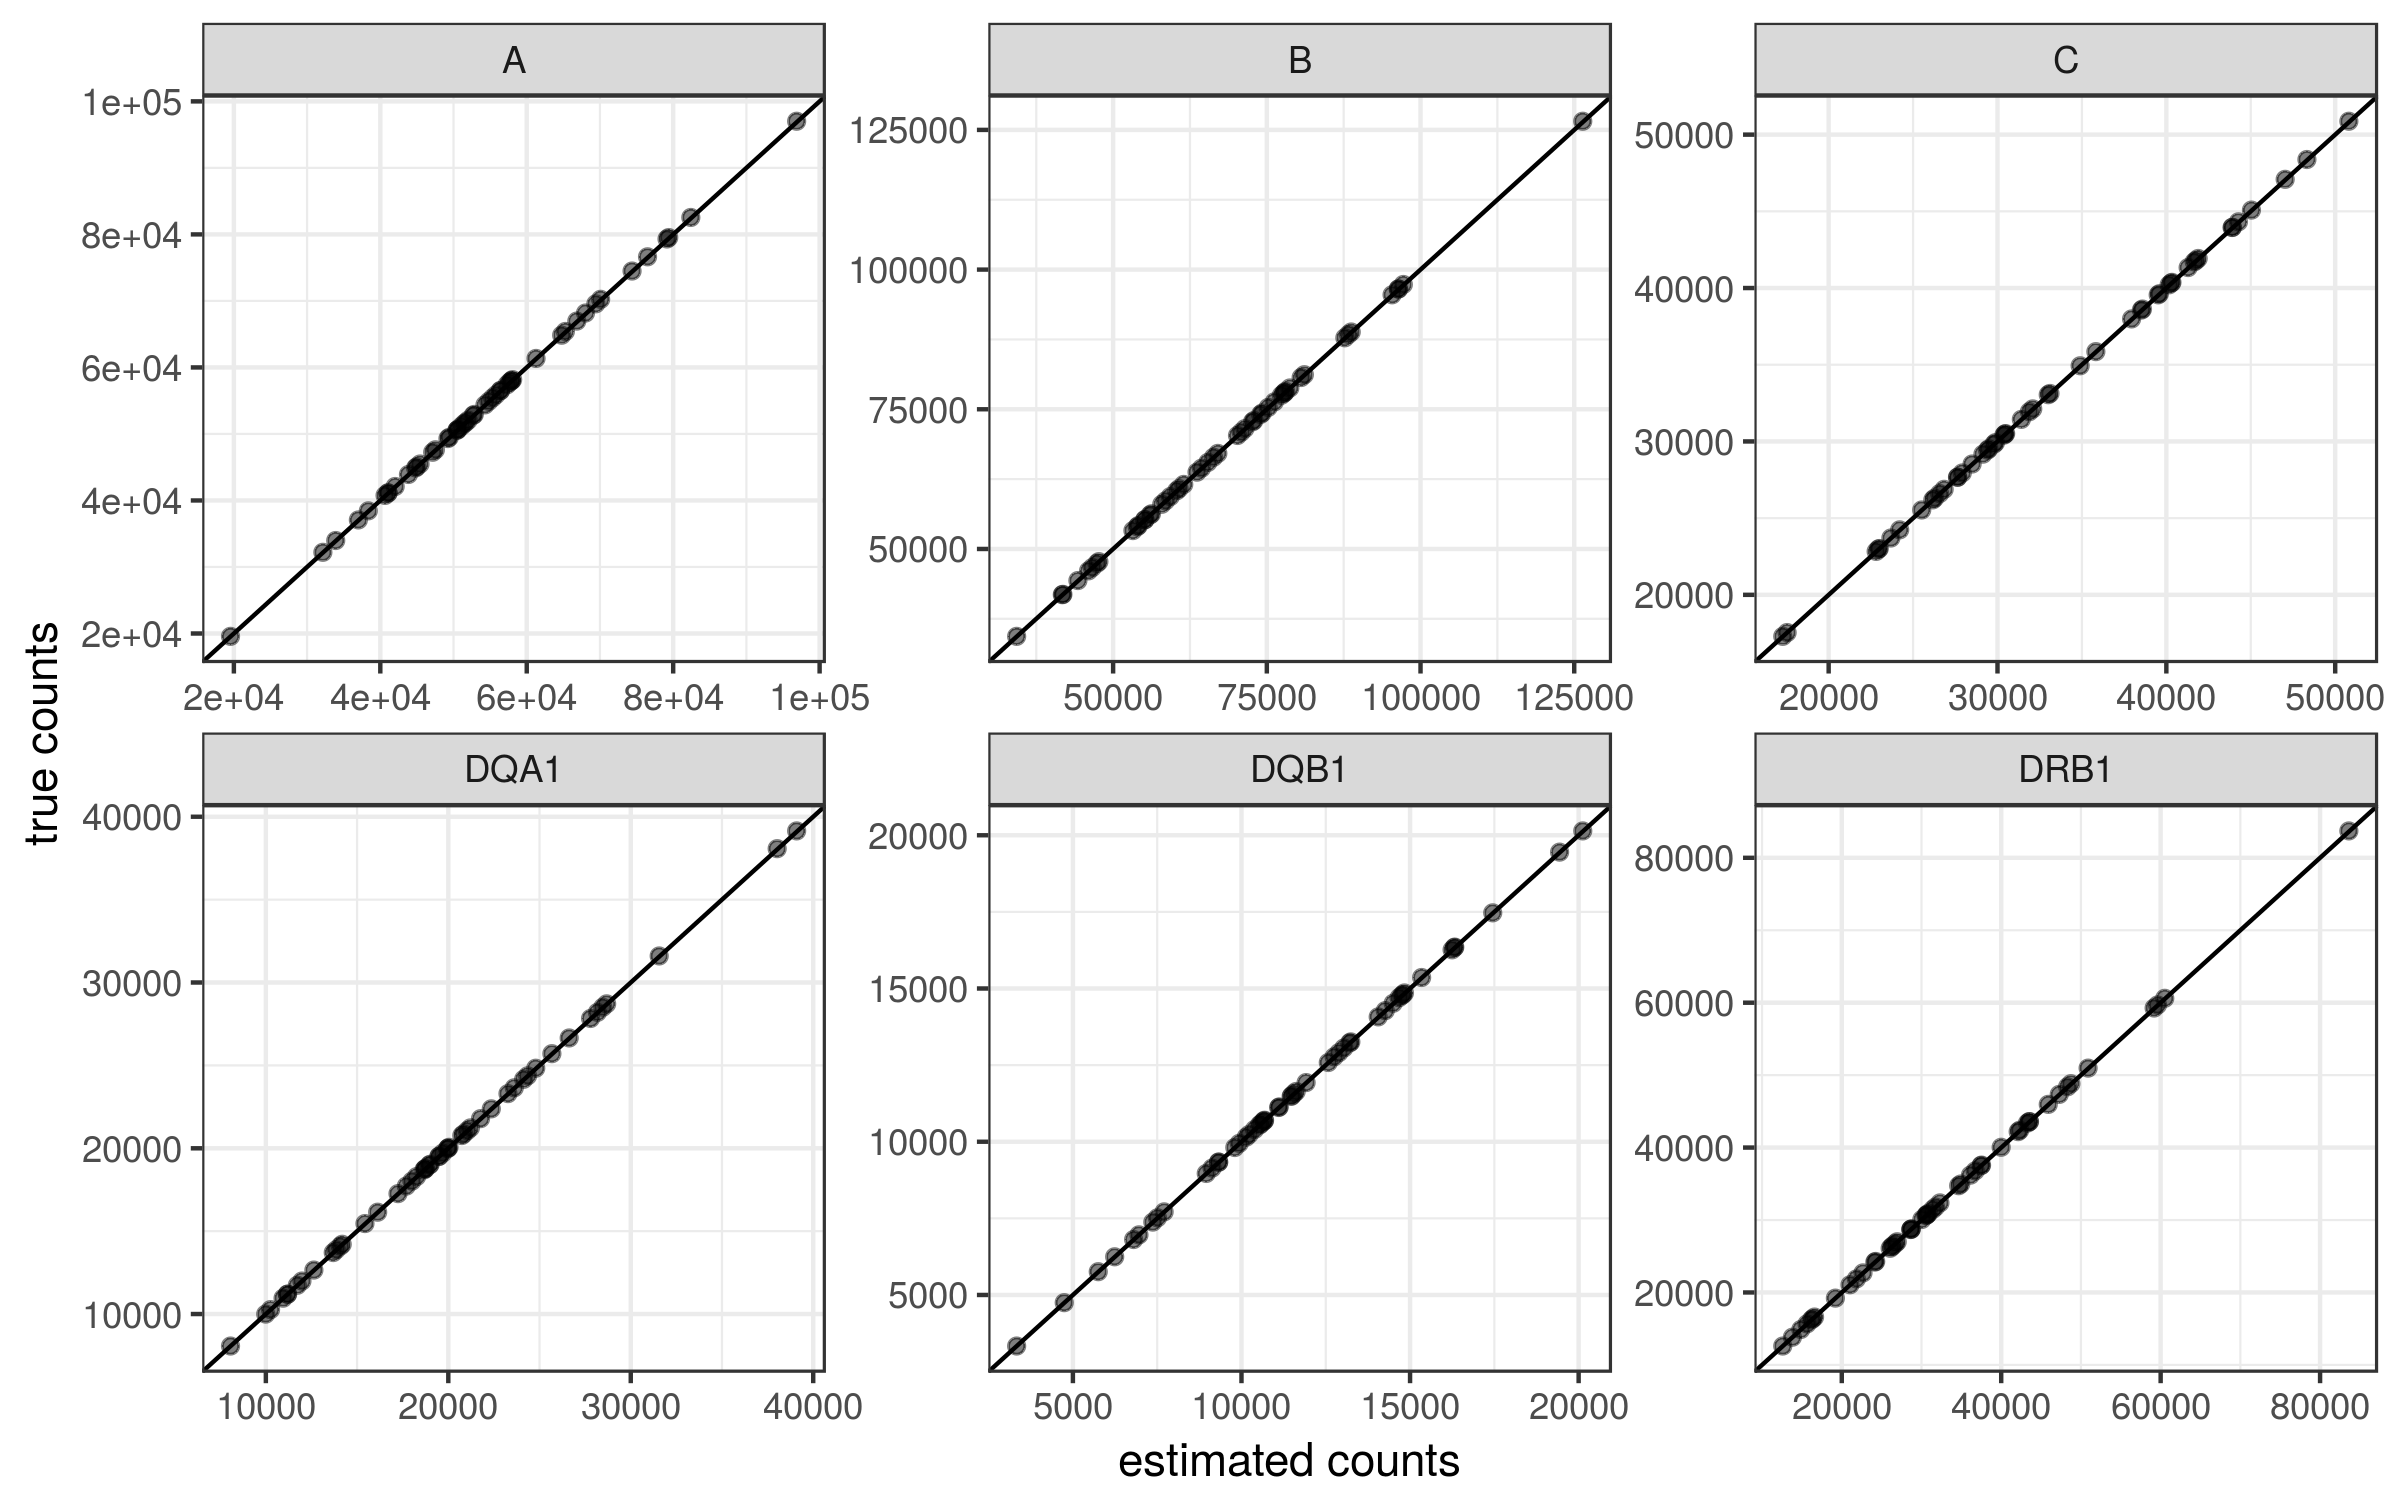 A
B
C
1e+05
8e+04
6e+04
4e+04
2e+04
125000
100000
75000
50000
50000
40000
30000
20000
2e+04 4e+04 6e+04 8e+04 1e+05
50000 75000 100000 125000
20000 30000 40000 50000
true counts
DQA1
DQB1
DRB1
40000
30000
20000
10000
20000
15000
10000
5000
80000
60000
40000
20000
10000 20000 30000 40000
5000 10000 15000 20000
20000 40000 60000 80000
estimated counts